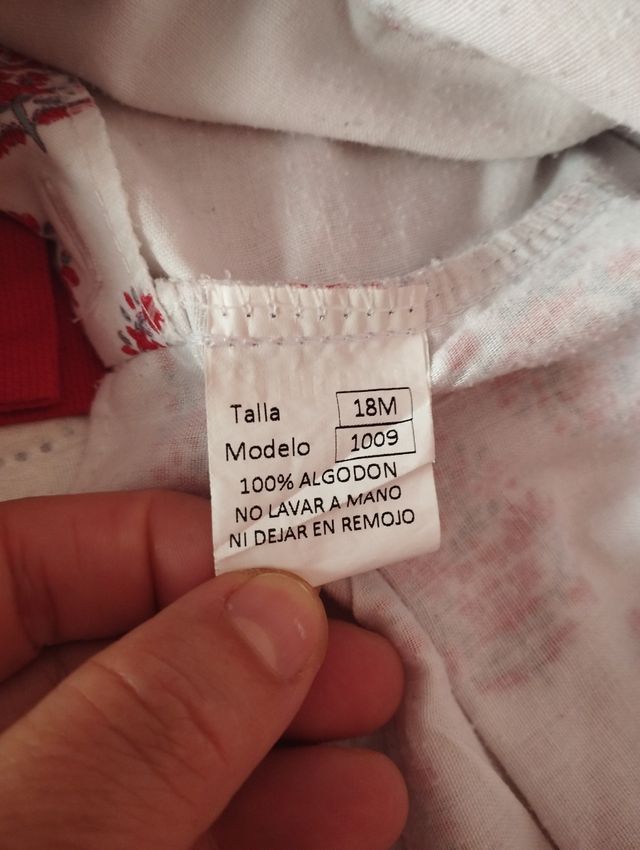 Talla 18M
Modelo 1009
100% ALGODON
NO LAVAR A MANO
NI DEJAR EN REMOJO